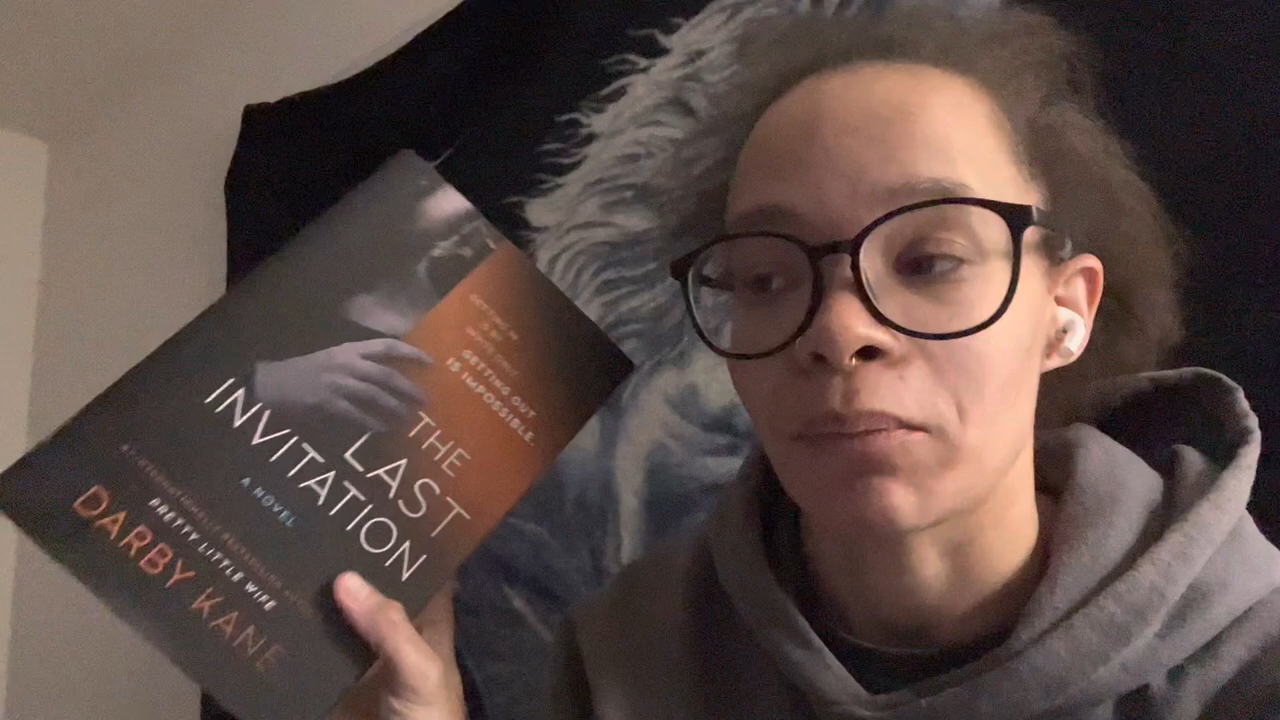 GETTING OUT
IS IMPOSSIBLE.
THE
LAST
INVITATION
A NOVEL
PRETTY LITTLE WIFE
DARBY KANE